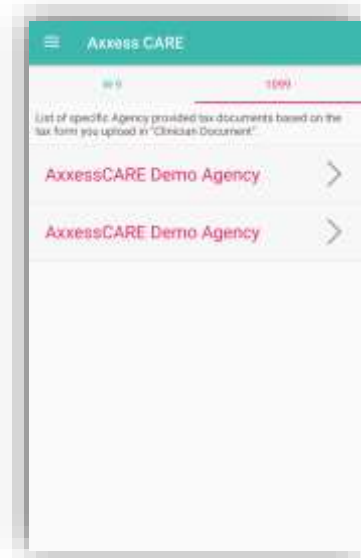 Axxess CARE
W-9 1099
List of specific Agency provided tax documents based on the
tax form you upload in "Clinician Document"
AxxessCARE Demo Agency
AxxessCARE Demo Agency